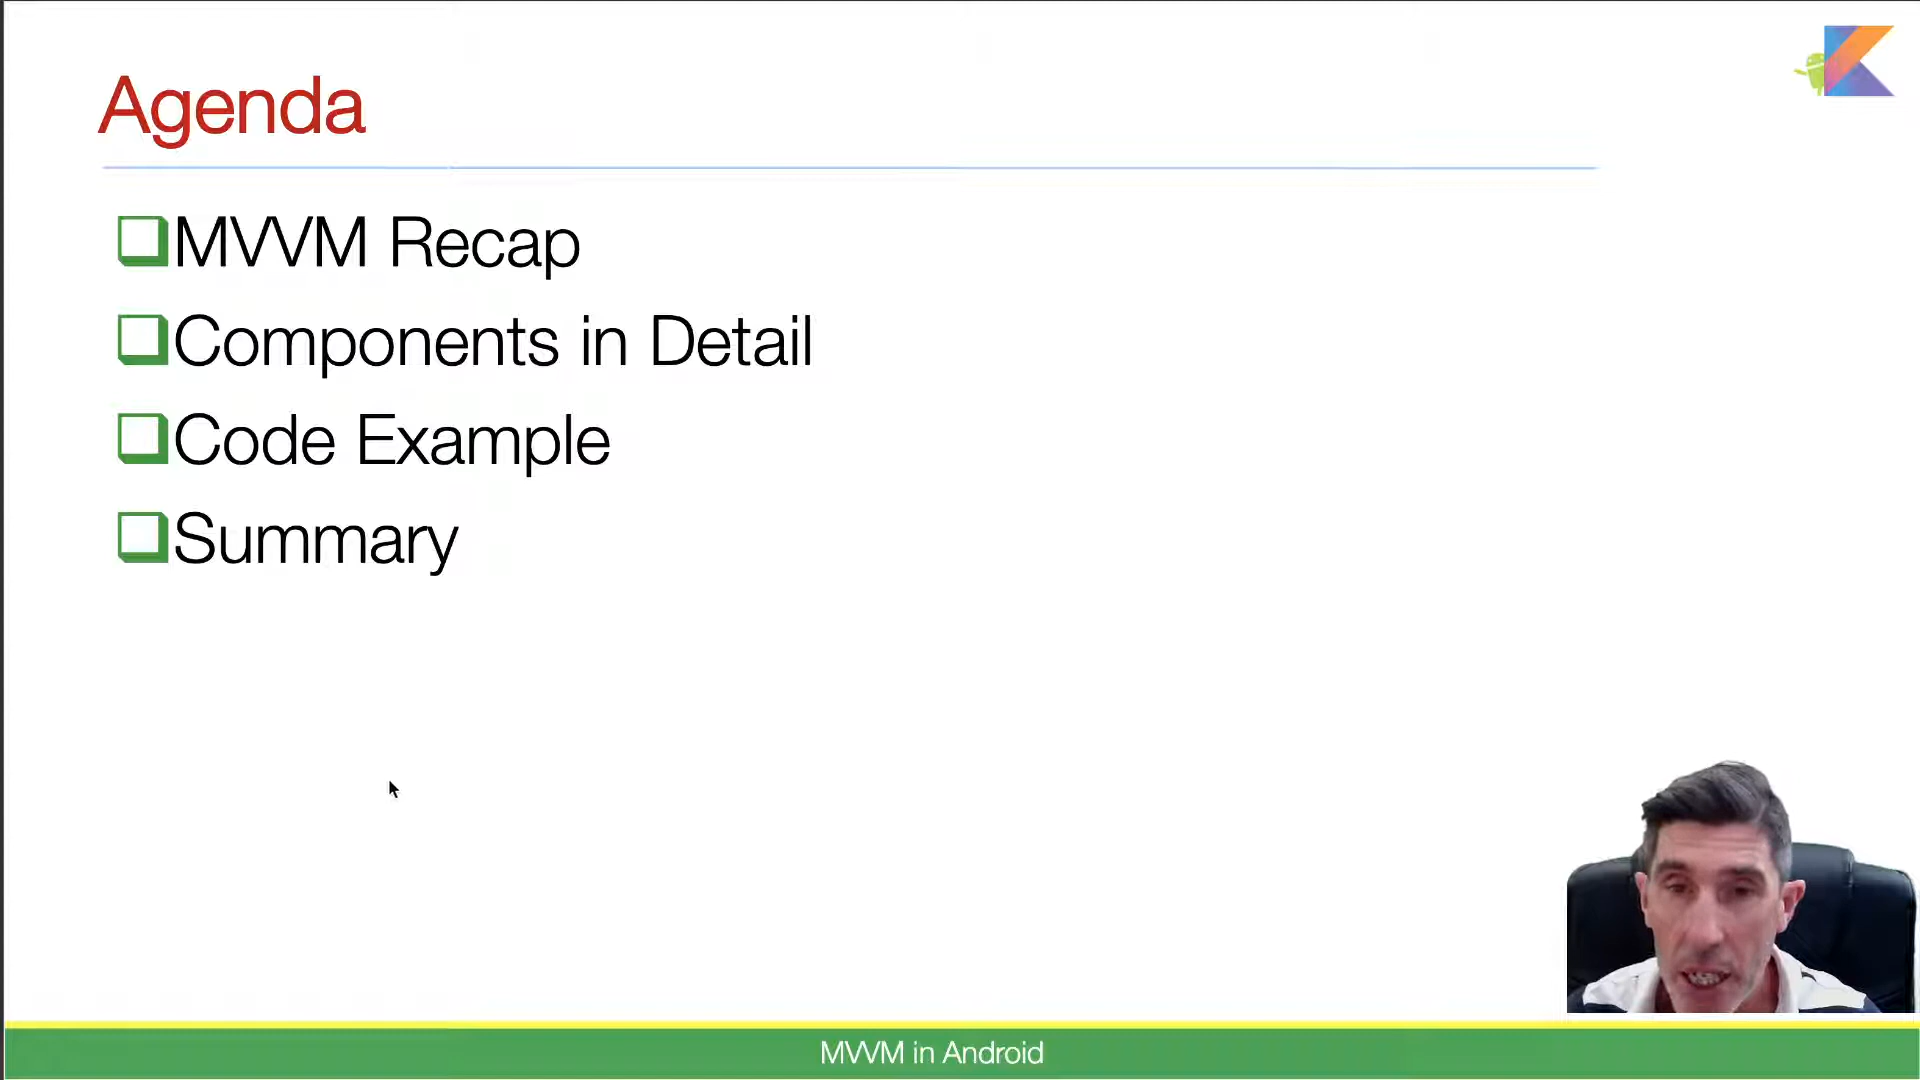 Agenda
MVVM Recap
Components in Detail
Code Example
Summary
MVVM in Android